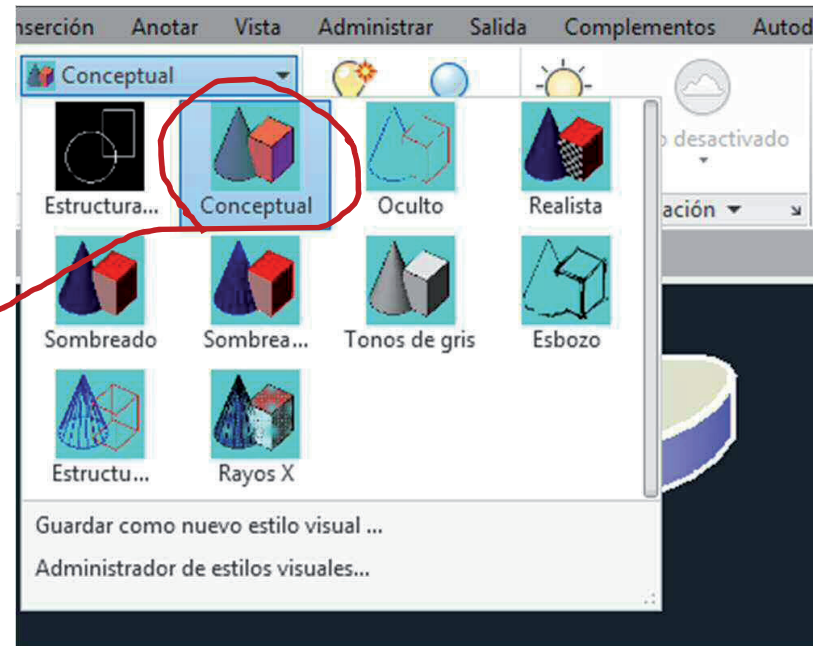 nserción Anotar Vista Administrar Salida Complementos Autod
Conceptual
o desactivado
Estructura... Conceptual Oculto Realista
ación
Sombreado Sombrea... Tonos de gris Esbozo
Estructu... Rayos X
Guardar como nuevo estilo visual ...
Administrador de estilos visuales...